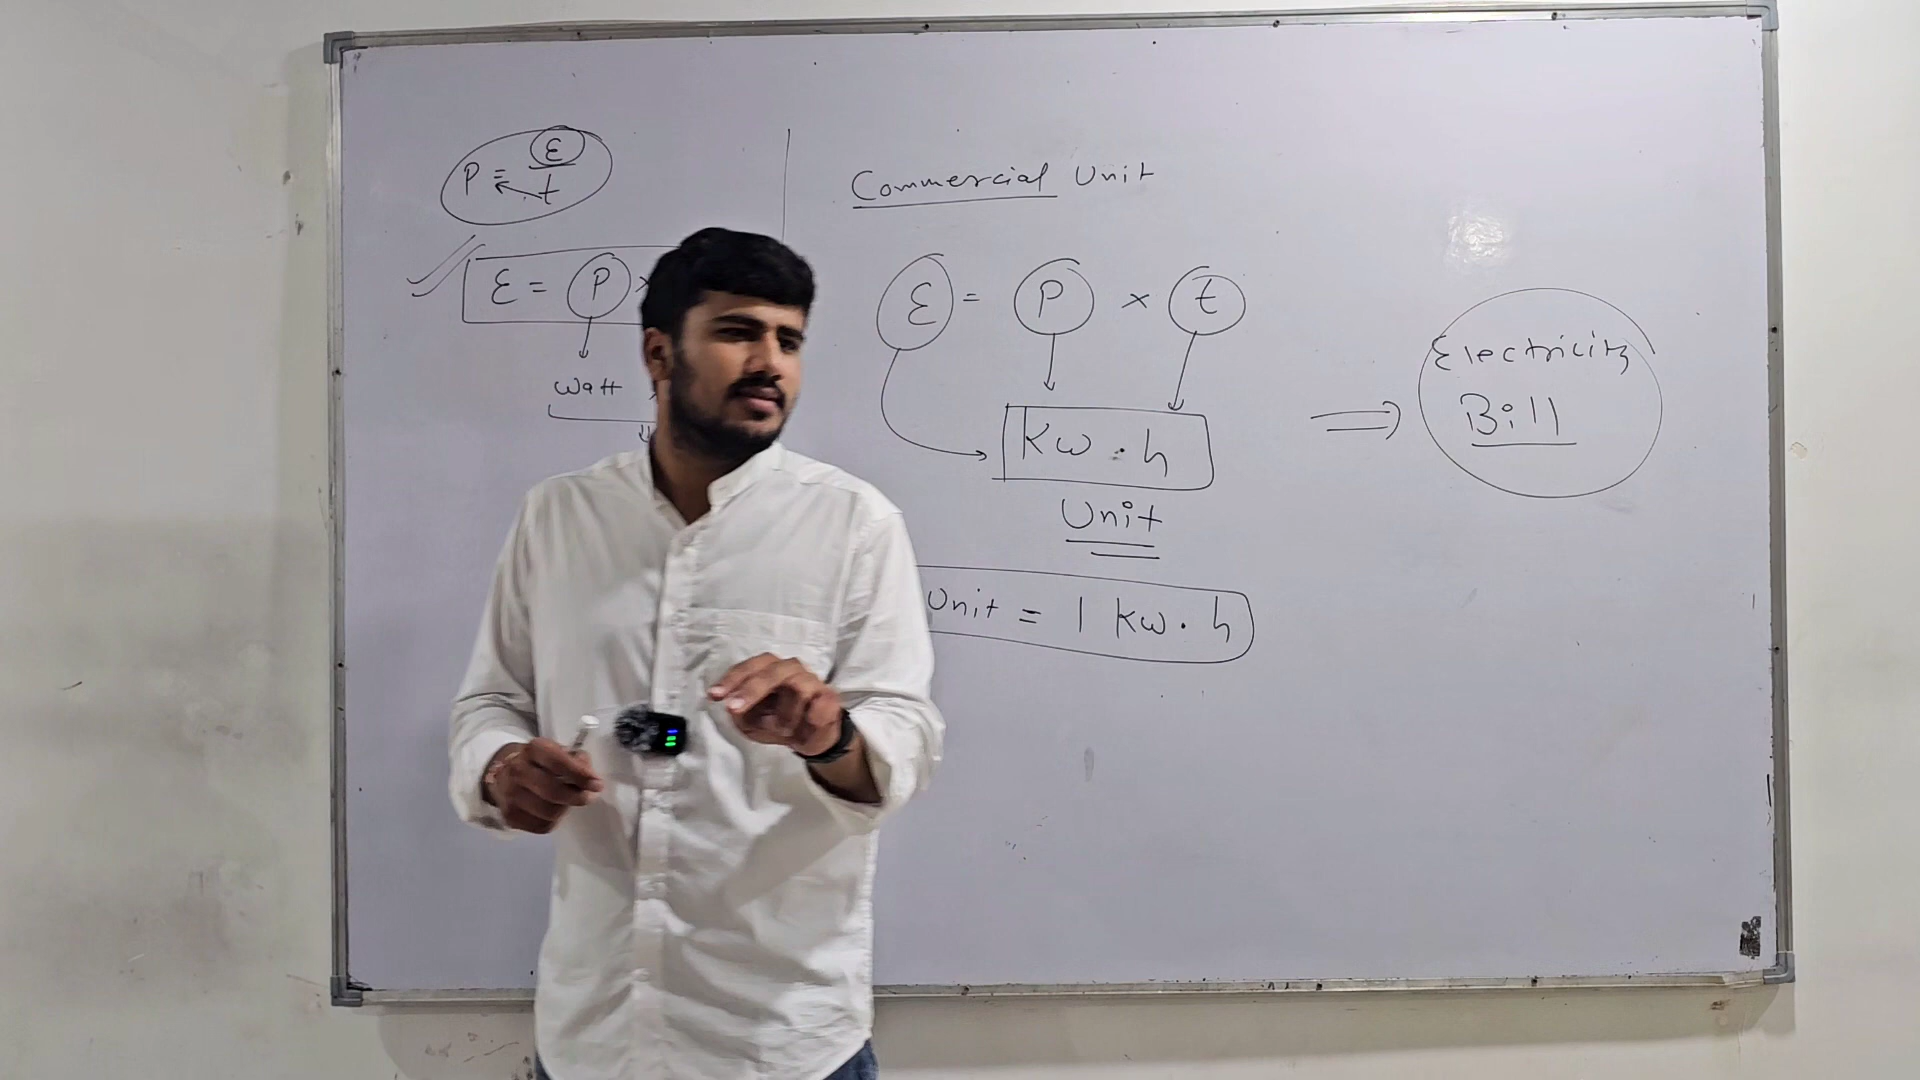 P = E/t
E = P ×
Watt
Commercial Unit
E = P × t
Kw . h
Unit
Unit = 1 Kw . h
⇒ Electricity
Bill